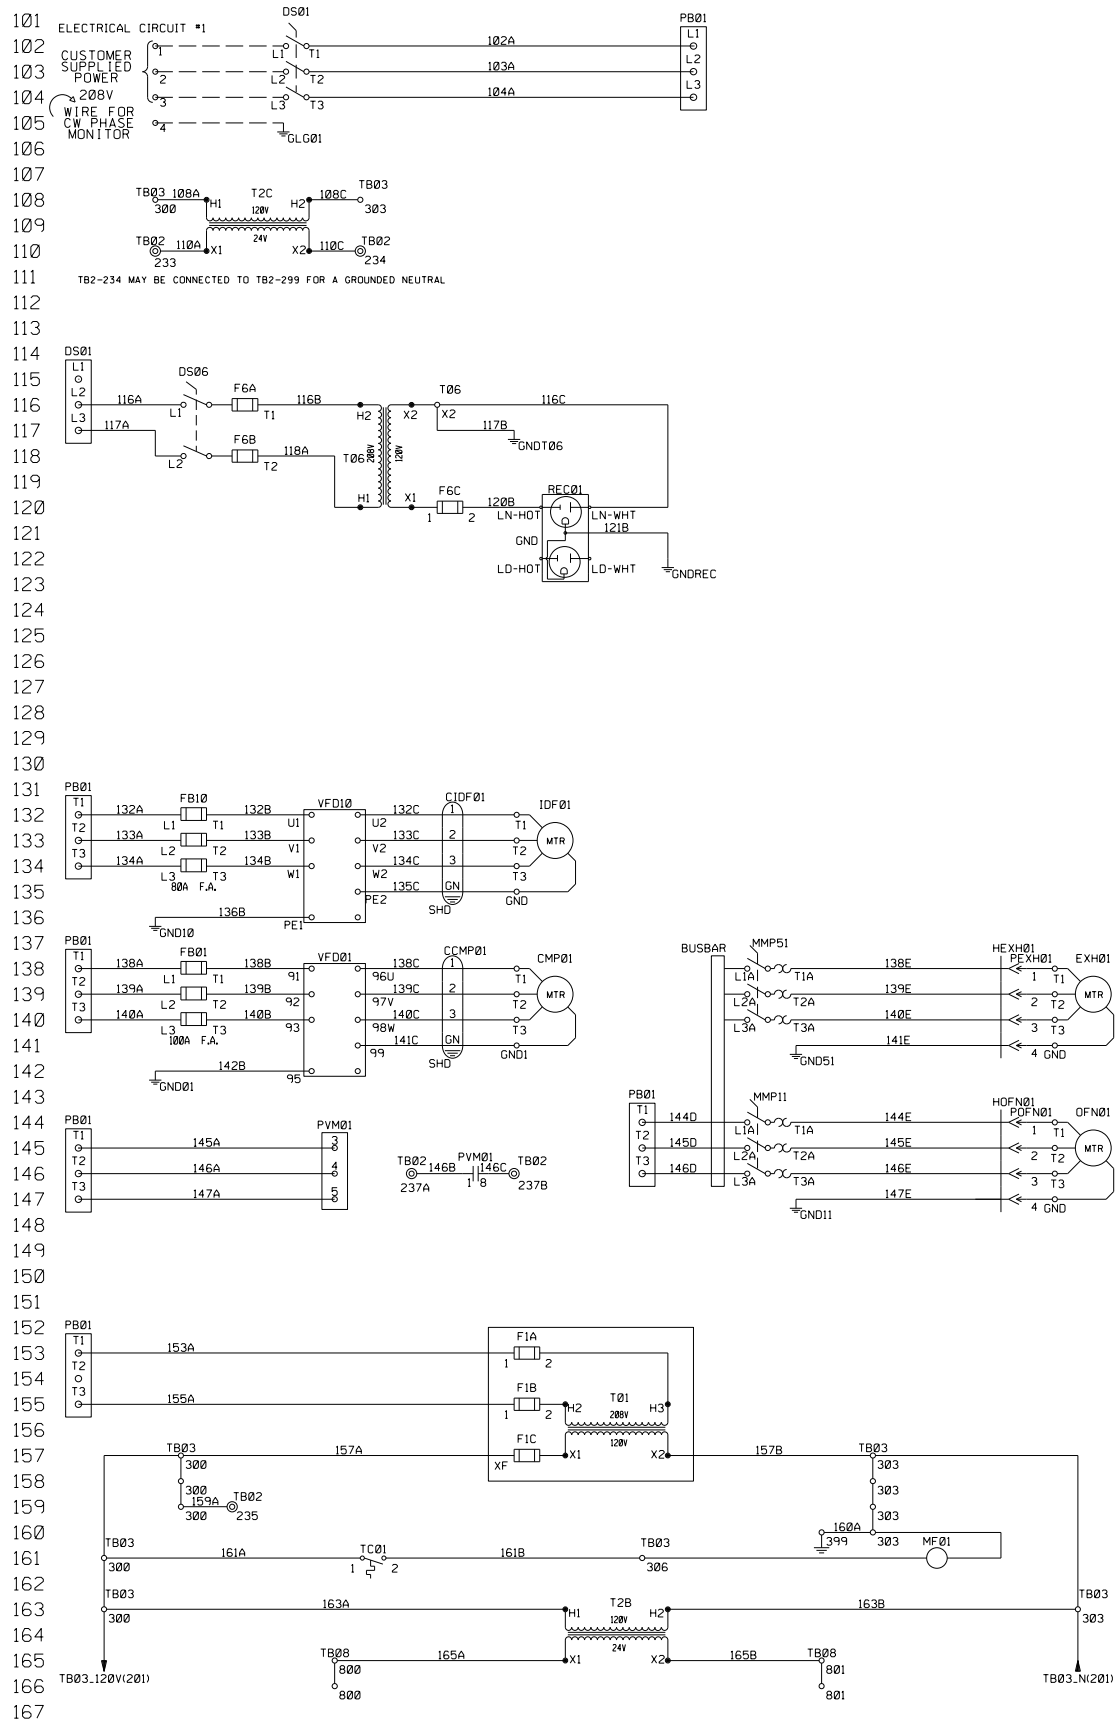 101
ELECTRICAL CIRCUIT #1
DS01
PB01
102
CUSTOMER
SUPPLIED
POWER
1
L1
T1
102A
L1
103
2
L2
T2
103A
L2
104
208V
3
L3
T3
104A
L3
105
WIRE FOR
CW PHASE
MONITOR
4
GLG01
106
107
108
TB03
108A
300
H1
T2C
120V
H2
108C
TB03
303
109
24V
110
TB02
110A
233
X1
X2
110C
TB02
234
111
TB2-234 MAY BE CONNECTED TO TB2-299 FOR A GROUNDED NEUTRAL
112
113
114
DS01
115
L1
DS06
116
L2
116A
L1
F6A
T1
116B
H2
X2
T06
X2
116C
117
L3
117A
117B
GNDT06
118
L2
F6B
T2
118A
T06
208V
120V
119
120
H1
X1
F6C
1
2
120B
REC01
LN-HOT
LN-WHT
121
GND
121B
122
LD-HOT
LD-WHT
GNDREC
123
124
125
126
127
128
129
130
131
PB01
132
T1
132A
L1
FB10
T1
132B
U1
VFD10
U2
132C
CIDF01
1
T1
IDF01
133
T2
133A
L2
T2
133B
V1
V2
133C
2
T2
MTR
134
T3
134A
L3
T3
80A F.A.
134B
W1
W2
134C
3
T3
135
PE2
135C
GN
SHD
GND
136
GND10
136B
PE1
137
PB01
BUSBAR
138
T1
138A
L1
FB01
T1
138B
91
VFD01
96U
138C
CCMP01
1
T1
CMP01
L1A
MMP51
T1A
138E
HEXH01
PEXH01
1
T1
EXH01
139
T2
139A
L2
T2
139B
92
97V
139C
2
T2
MTR
L2A
T2A
139E
2
T2
MTR
140
T3
140A
L3
T3
100A F.A.
140B
93
98W
140C
3
T3
L3A
T3A
140E
3
T3
141
99
141C
GN
SHD
GND1
GND51
141E
4
GND
142
GND01
142B
95
143
144
PB01
PB01
T1
144D
L1A
MMP11
T1A
144E
HOFN01
POFN01
1
T1
OFN01
145
T1
145A
PVM01
3
T2
145D
L2A
T2A
145E
2
T2
MTR
146
T2
146A
4
TB02
237A
146B
PVM01
1
8
146C
TB02
237B
T3
146D
L3A
T3A
146E
3
T3
147
T3
147A
5
GND11
147E
4
GND
148
149
150
151
152
PB01
153
T1
153A
F1A
1
2
154
T2
155
T3
155A
F1B
1
2
H2
T01
208V
H3
156
120V
157
TB03
300
157A
F1C
XF
X1
X2
157B
TB03
303
158
300
303
159
300
159A
TB02
235
303
160
160A
399
303
161
TB03
300
161A
TC01
1
2
161B
TB03
306
MF01
162
163
TB03
300
163A
H1
T2B
120V
H2
163B
TB03
303
164
24V
165
TB08
800
165A
X1
X2
165B
TB08
801
166
TB03_120V(201)
800
801
TB03_N(201)
167